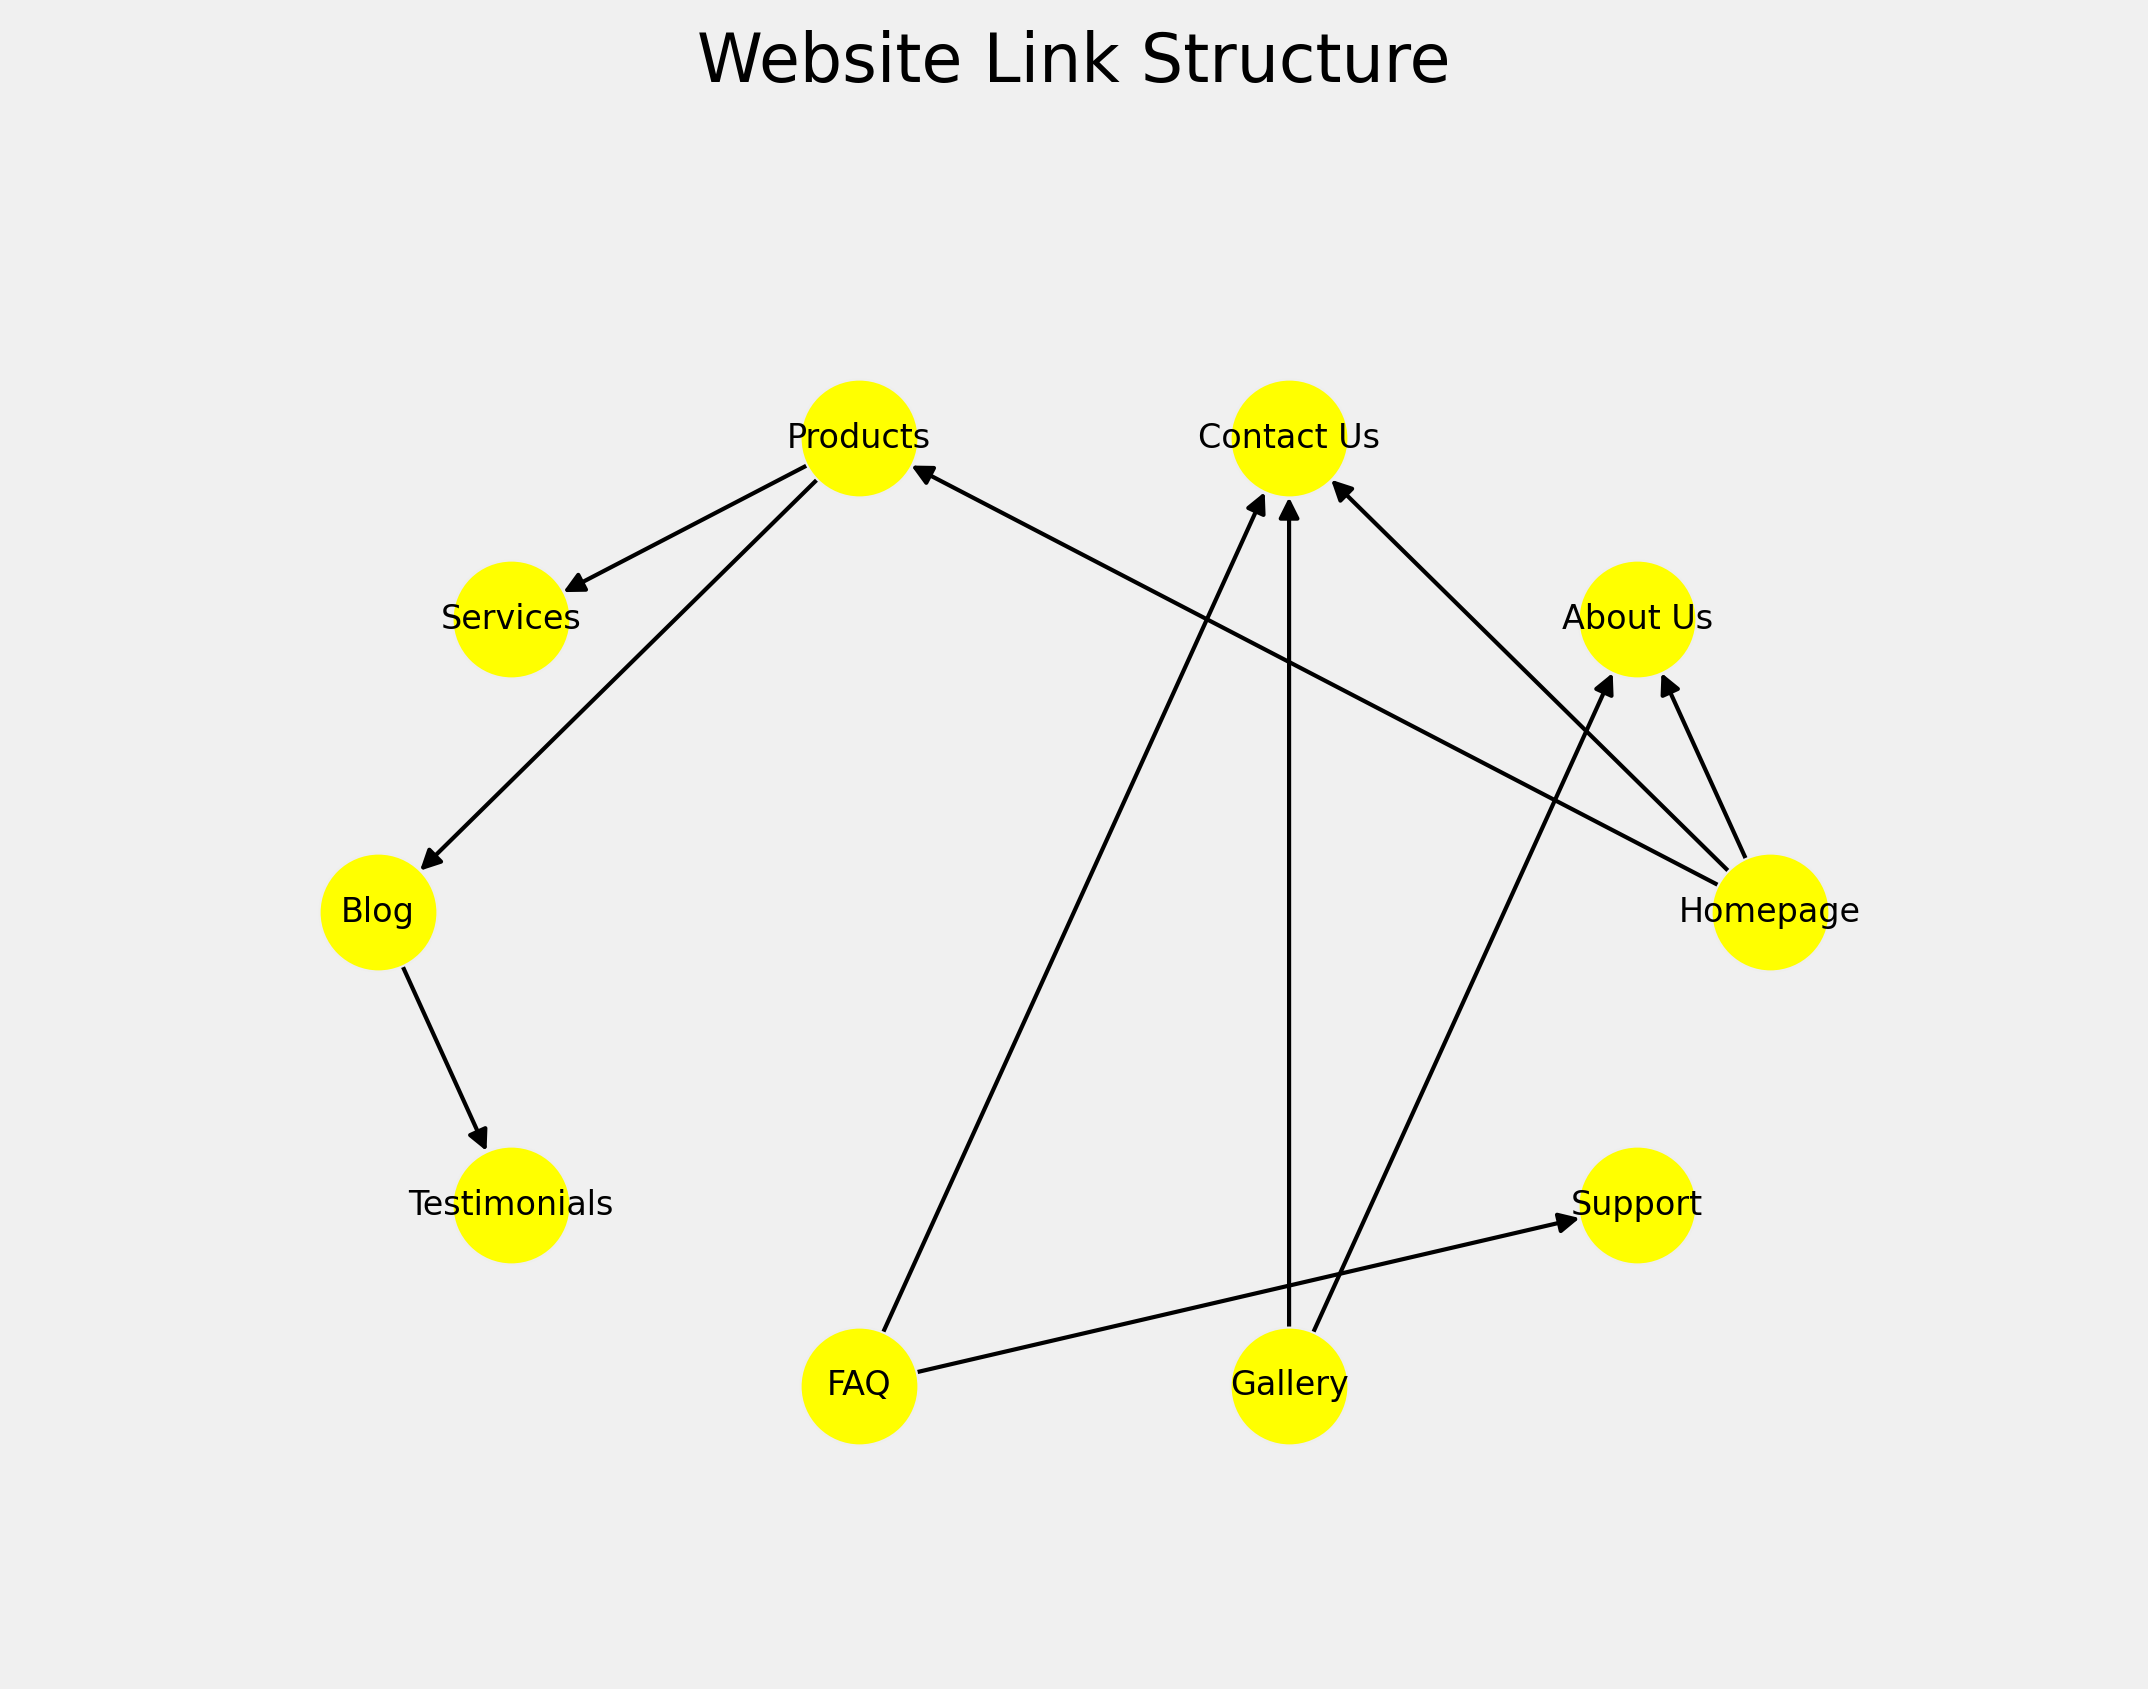 Website Link Structure
Products
Contact Us
Services
About Us
Blog
Homepage
Testimonials
Support
FAQ
Gallery